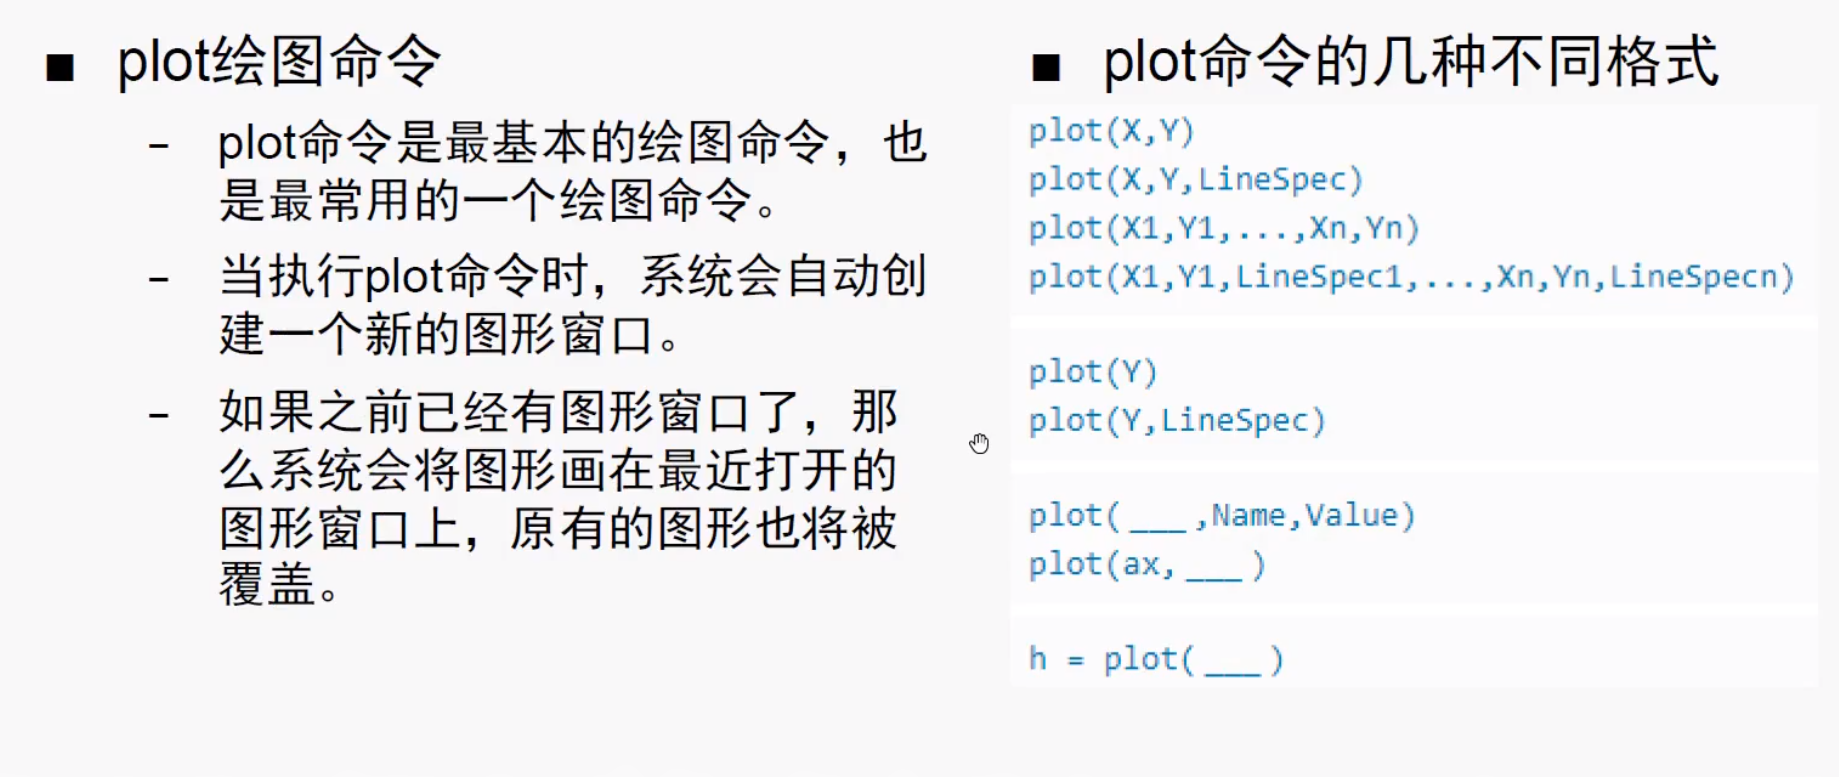 ■ plot绘图命令
– plot命令是最基本的绘图命令，也
是最常用的一个绘图命令。
– 当执行plot命令时，系统会自动创
建一个新的图形窗口。
– 如果之前已经有图形窗口了，那
么系统会将图形画在最近打开的
图形窗口上，原有的图形也将被
覆盖。
■ plot命令的几种不同格式
plot(X,Y)
plot(X,Y,LineSpec)
plot(X1,Y1,...,Xn,Yn)
plot(X1,Y1,LineSpec1,...,Xn,Yn,LineSpecn)
plot(Y)
plot(Y,LineSpec)
plot(___,Name,Value)
plot(ax,___)
h = plot(___)